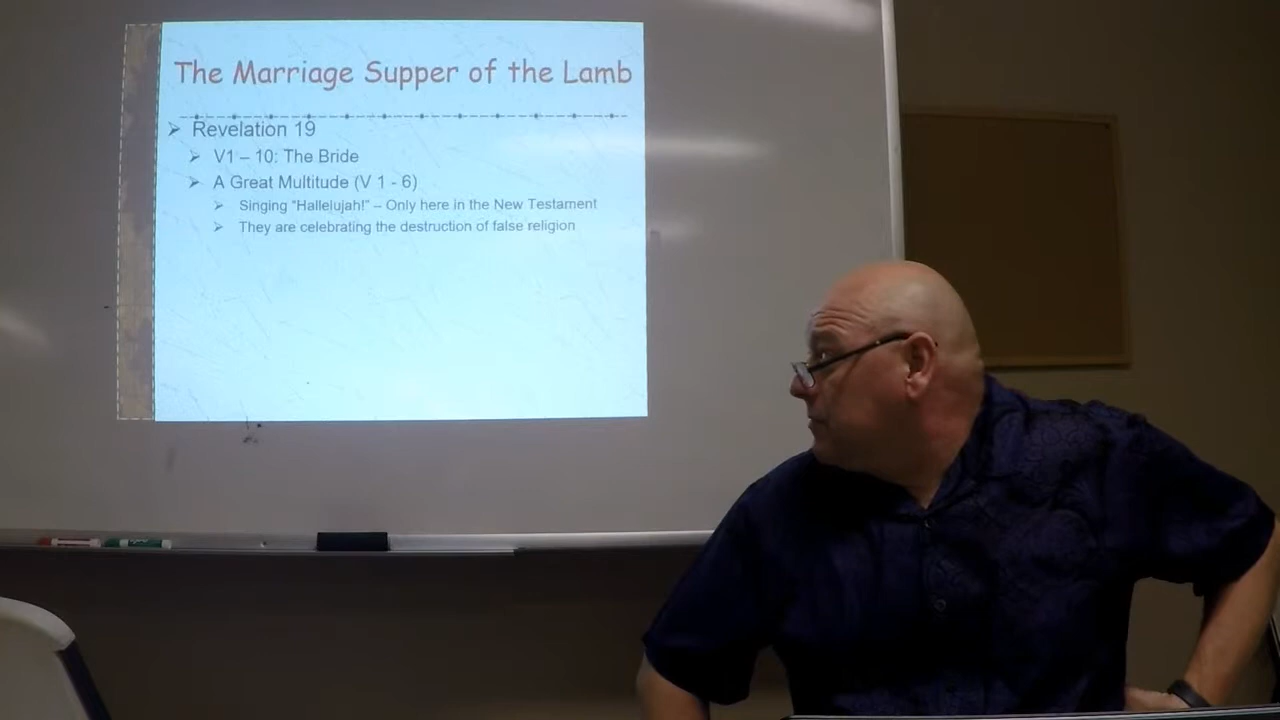 The Marriage Supper of the Lamb
Revelation 19
V1 – 10: The Bride
A Great Multitude (V 1 - 6)
Singing “Hallelujah!” – Only here in the New Testament
They are celebrating the destruction of false religion